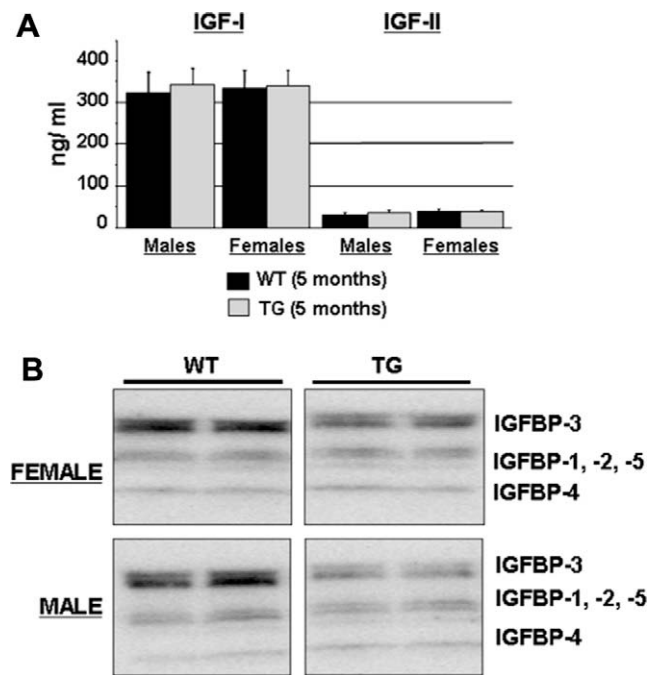 A
IGF-I IGF-II
ng/ ml
400
300
200
100
0
Males Females Males Females
WT (5 months)
TG (5 months)
B
WT TG
FEMALE
IGFBP-3
IGFBP-1, -2, -5
IGFBP-4
MALE
IGFBP-3
IGFBP-1, -2, -5
IGFBP-4